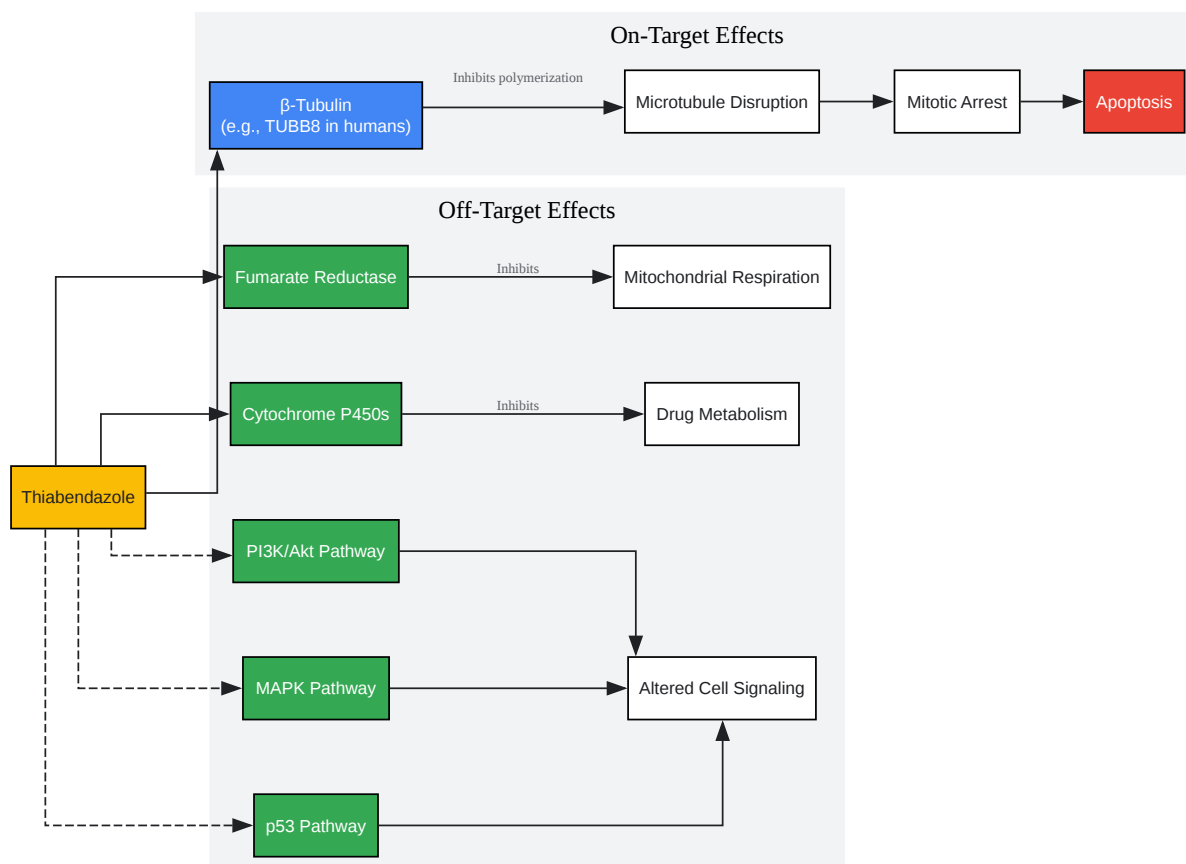 On-Target Effects
β-Tubulin
(e.g., TUBB8 in humans)
Inhibits polymerization
Microtubule Disruption
Mitotic Arrest
Apoptosis
Off-Target Effects
Fumarate Reductase
Inhibits
Mitochondrial Respiration
Cytochrome P450s
Inhibits
Drug Metabolism
Thiabendazole
PI3K/Akt Pathway
MAPK Pathway
Altered Cell Signaling
p53 Pathway